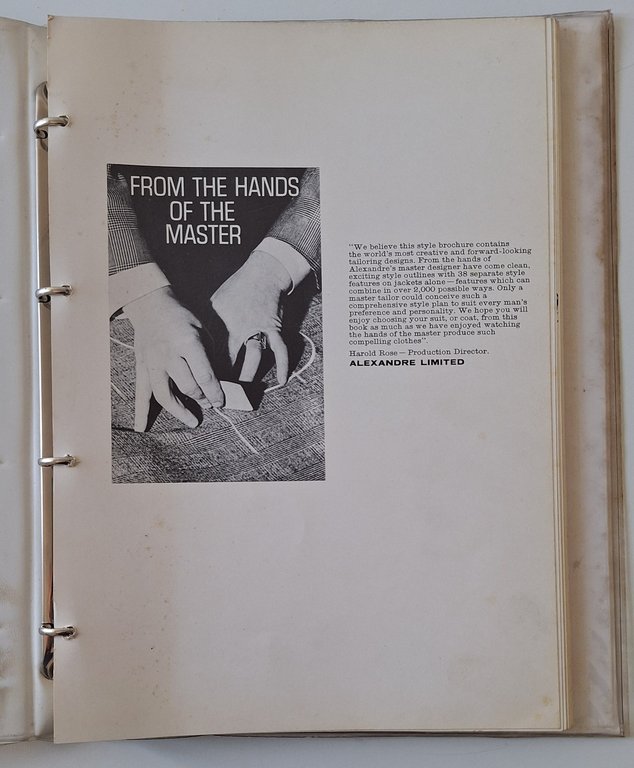 FROM THE HANDS
OF THE
MASTER
"We believe this style brochure contains
the world's most creative and forward-looking
tailoring designs. From the hands of
Alexandre's master designer have come clean,
exciting style outlines with 38 separate style
features on jackets alone — features which can
combine in over 2,000 possible ways. Only a
master tailor could conceive such a
comprehensive style plan to suit every man's
preference and personality. We hope you will
enjoy choosing your suit, or coat, from this
book as much as we have enjoyed watching
the hands of the master produce such
compelling clothes".
Harold Rose — Production Director.
ALEXANDRE LIMITED